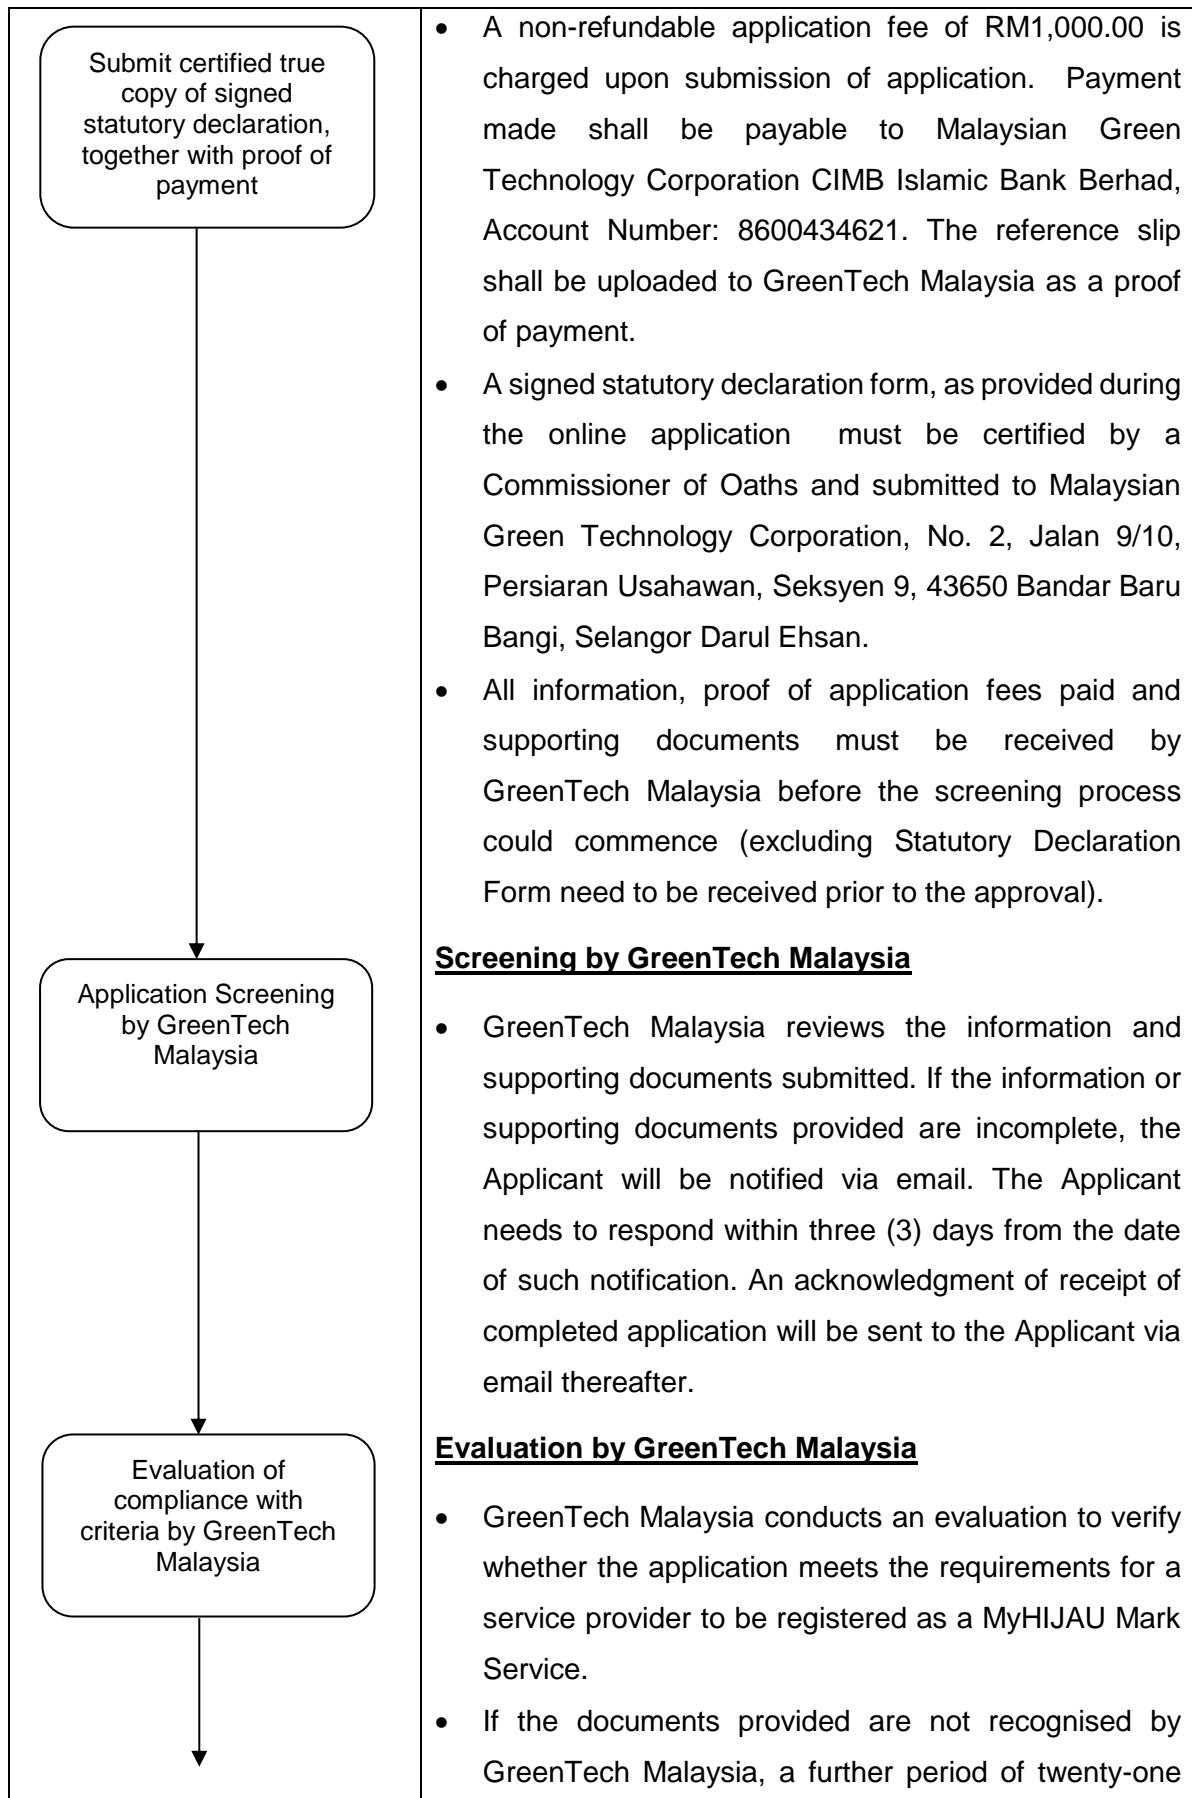 Submit certified true
copy of signed
statutory declaration,
together with proof of
payment
• A non-refundable application fee of RM1,000.00 is
charged upon submission of application. Payment
made shall be payable to Malaysian Green
Technology Corporation CIMB Islamic Bank Berhad,
Account Number: 8600434621. The reference slip
shall be uploaded to GreenTech Malaysia as a proof
of payment.
• A signed statutory declaration form, as provided during
the online application must be certified by a
Commissioner of Oaths and submitted to Malaysian
Green Technology Corporation, No. 2, Jalan 9/10,
Persiaran Usahawan, Seksyen 9, 43650 Bandar Baru
Bangi, Selangor Darul Ehsan.
• All information, proof of application fees paid and
supporting documents must be received by
GreenTech Malaysia before the screening process
could commence (excluding Statutory Declaration
Form need to be received prior to the approval).
Application Screening
by GreenTech
Malaysia
Screening by GreenTech Malaysia
• GreenTech Malaysia reviews the information and
supporting documents submitted. If the information or
supporting documents provided are incomplete, the
Applicant will be notified via email. The Applicant
needs to respond within three (3) days from the date
of such notification. An acknowledgment of receipt of
completed application will be sent to the Applicant via
email thereafter.
Evaluation of
compliance with
criteria by GreenTech
Malaysia
Evaluation by GreenTech Malaysia
• GreenTech Malaysia conducts an evaluation to verify
whether the application meets the requirements for a
service provider to be registered as a MyHIJAU Mark
Service.
• If the documents provided are not recognised by
GreenTech Malaysia, a further period of twenty-one